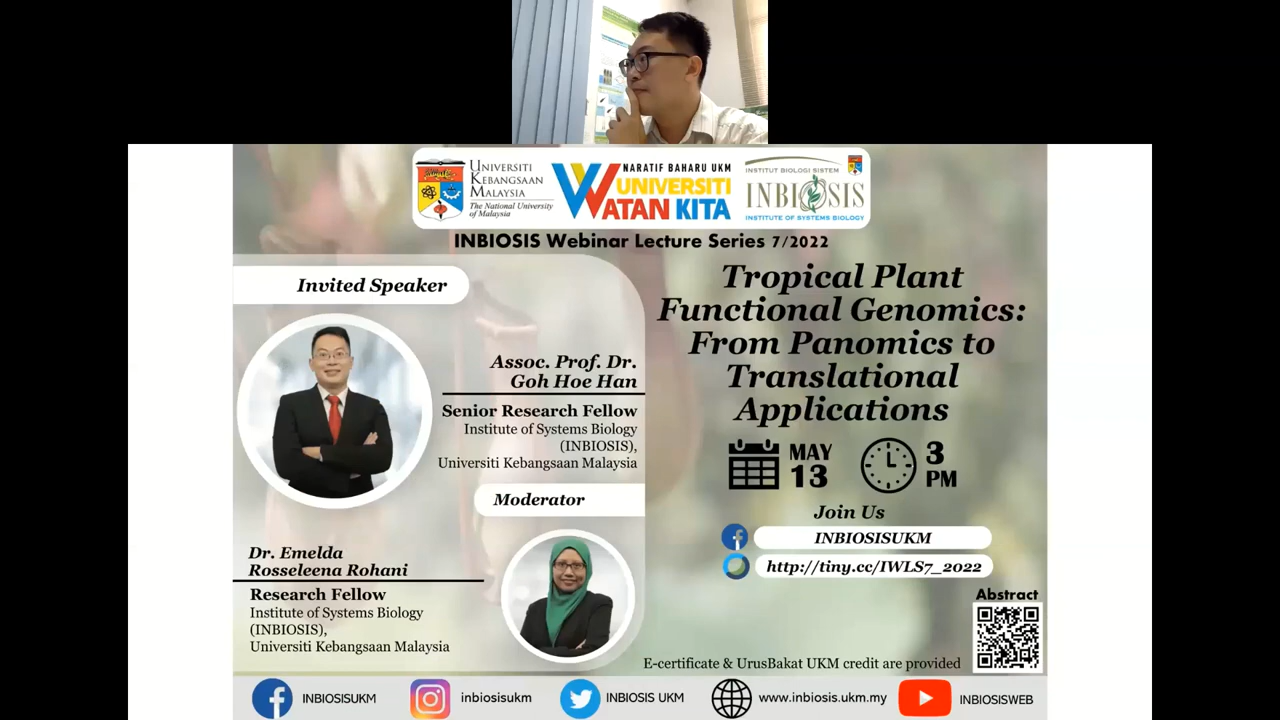 UNIVERSITI
KEBANGSAAN
MALAYSIA
The National University
of Malaysia
NARATIF BAHARU UKM
UNIVERSITI
WATAN KITA
INSTITUT BIOLOGI SISTEM
INBIOSIS
INSTITUTE OF SYSTEMS BIOLOGY
INBIOSIS Webinar Lecture Series 7/2022
Invited Speaker
Assoc. Prof. Dr.
Goh Hoe Han
Senior Research Fellow
Institute of Systems Biology
(INBIOSIS),
Universiti Kebangsaan Malaysia
Moderator
Dr. Emelda
Rosseleena Rohani
Research Fellow
Institute of Systems Biology
(INBIOSIS),
Universiti Kebangsaan Malaysia
Tropical Plant
Functional Genomics:
From Panomics to
Translational
Applications
MAY
13
3
PM
Join Us
INBIOSISUKM
http://tiny.cc/IWLS7_2022
Abstract
E-certificate & UrusBakat UKM credit are provided
INBIOSISUKM
inbiosisukm
INBIOSIS UKM
www.inbiosis.ukm.my
INBIOSISWEB